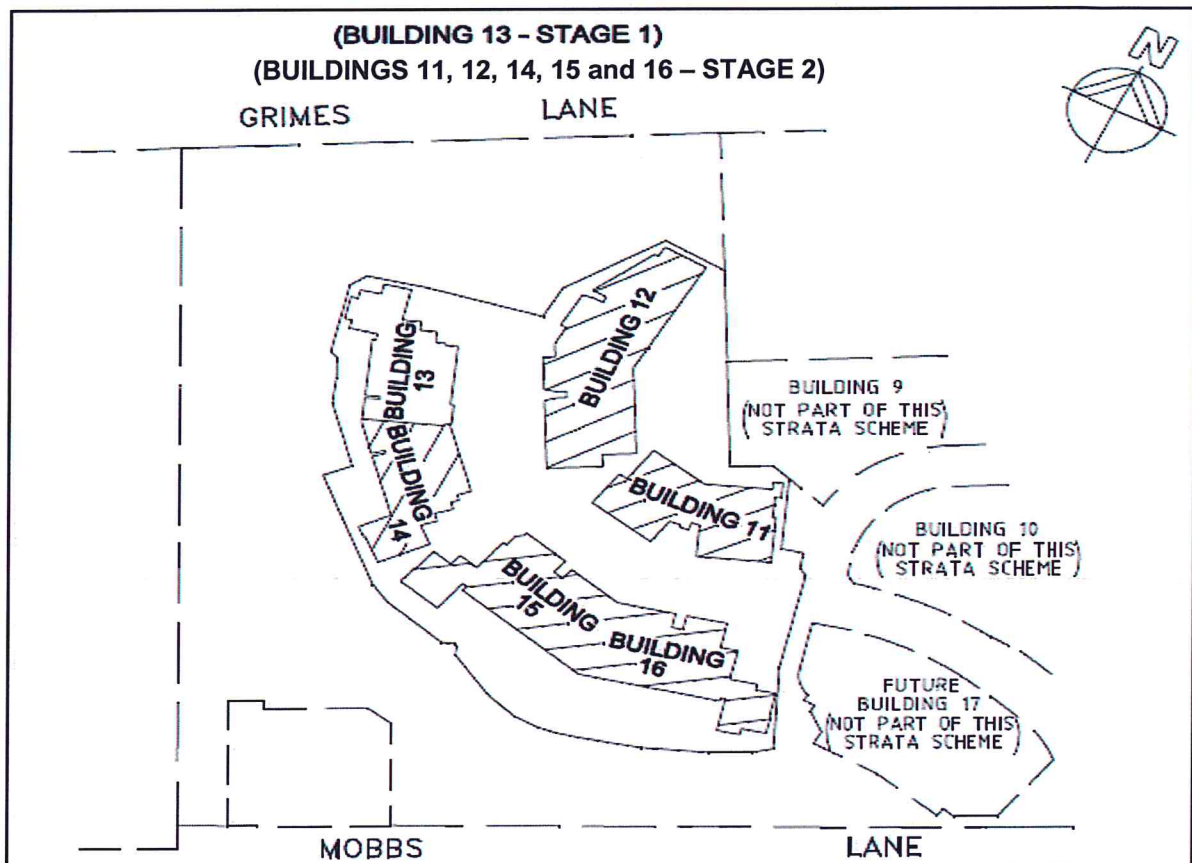 (BUILDING 13 - STAGE 1)
(BUILDINGS 11, 12, 14, 15 and 16 – STAGE 2)
N
GRIMES LANE
BUILDING 12
BUILDING 13
BUILDING 9
(NOT PART OF THIS
STRATA SCHEME)
BUILDING 14
BUILDING 11
BUILDING 10
(NOT PART OF THIS
STRATA SCHEME)
BUILDING
15
BUILDING
16
FUTURE
BUILDING 17
(NOT PART OF THIS
STRATA SCHEME)
MOBBS LANE